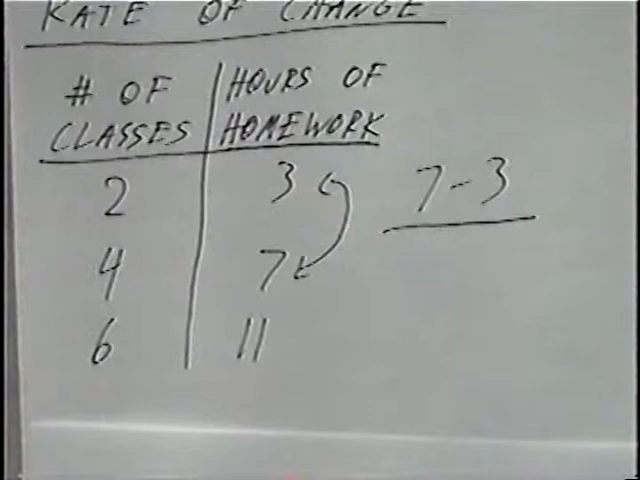 RATE OF CHANGE
# OF CLASSES | HOURS OF HOMEWORK
2 | 3
4 | 7
6 | 11
7-3